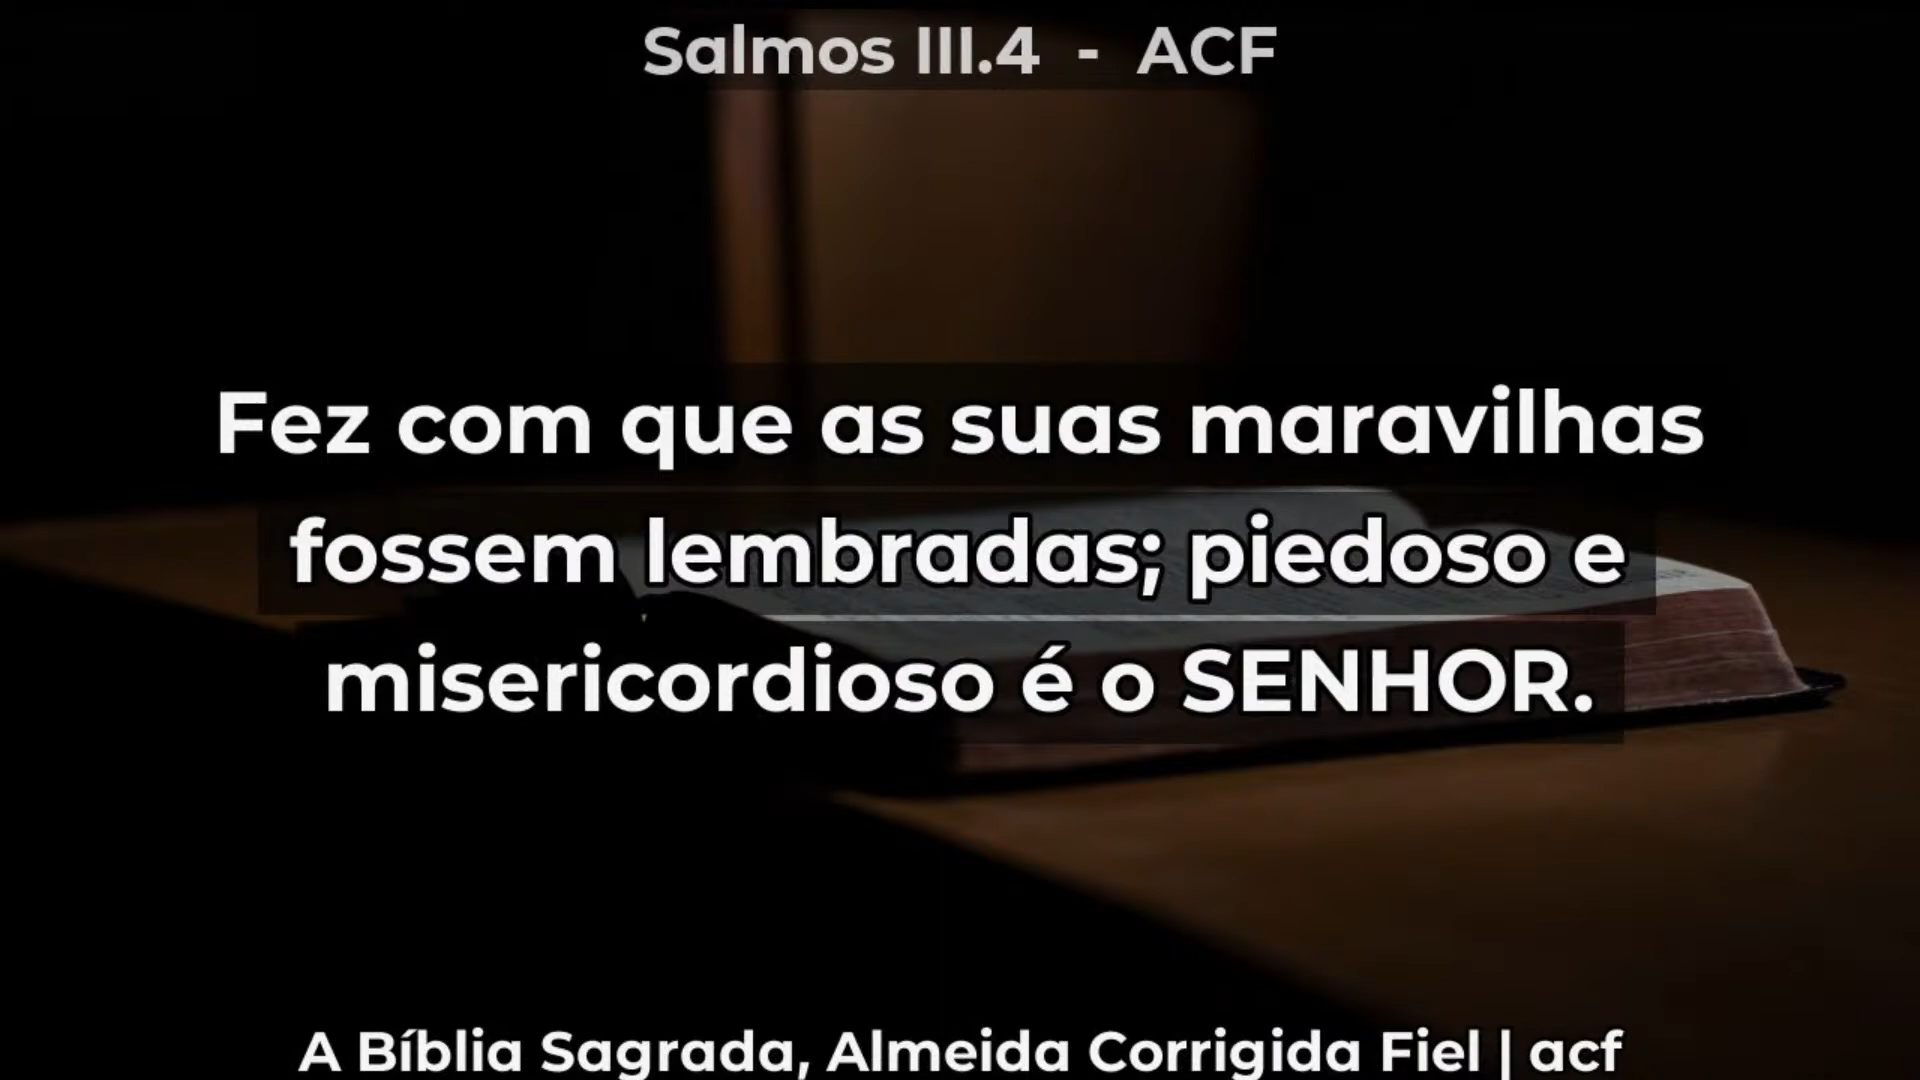 Salmos III.4 - ACF
Fez com que as suas maravilhas
fossem lembradas; piedoso e
misericordioso é o SENHOR.
A Bíblia Sagrada, Almeida Corrigida Fiel | acf